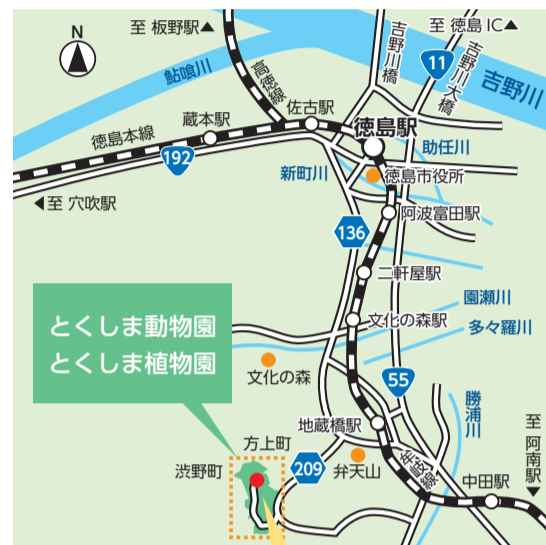 至 板野駅▲
至 徳島IC▲
N
鮎喰川
高徳線
吉野川橋
11
吉野川大橋
吉野川
佐古駅
徳島駅
蔵本駅
徳島本線
192
助任川
新町川
徳島市役所
◀至 穴吹駅
阿波富田駅
136
二軒屋駅
園瀬川
文化の森駅
多々羅川
とくしま動物園
とくしま植物園
文化の森
55
勝浦川
地蔵橋駅
方上町
渋野町
209
弁天山
牟岐線
中田駅
至 阿南駅▼